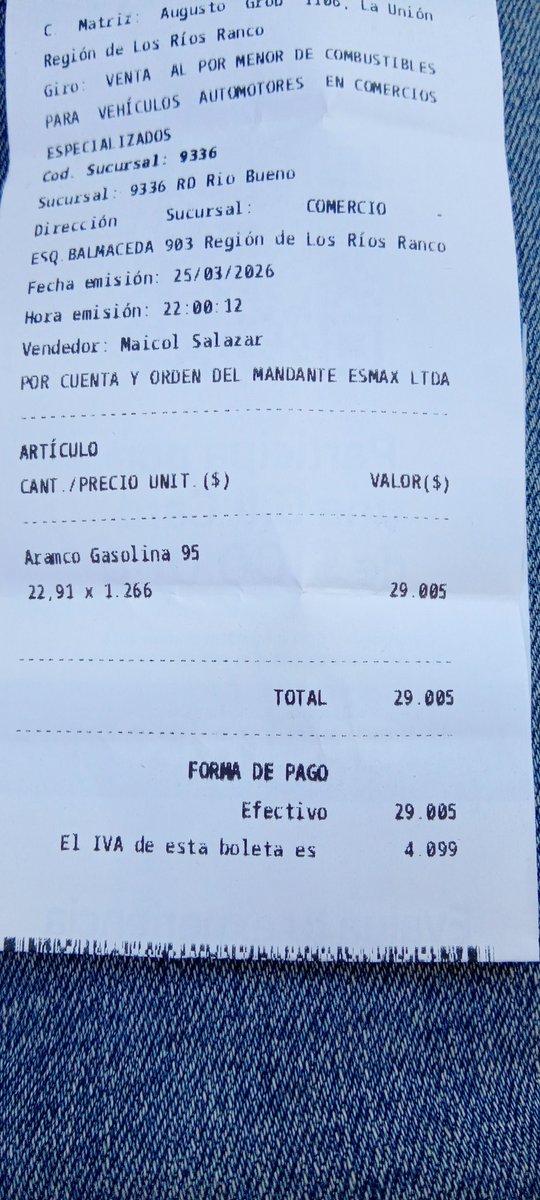 C Matriz: Augusto Grob 1106, La Unión
Región de Los Ríos Ranco
Giro: VENTA AL POR MENOR DE COMBUSTIBLES
PARA VEHÍCULOS AUTOMOTORES EN COMERCIOS
ESPECIALIZADOS
Cod. Sucursal: 9336
Sucursal: 9336 RD Rio Bueno
Dirección Sucursal: COMERCIO -
ESQ.BALMACEDA 903 Región de Los Ríos Ranco
Fecha emisión: 25/03/2026
Hora emisión: 22:00:12
Vendedor: Maicol Salazar
POR CUENTA Y ORDEN DEL MANDANTE ESMAX LTDA
ARTÍCULO
CANT./PRECIO UNIT.($) VALOR($)
Aramco Gasolina 95
22,91 x 1.266 29.005
TOTAL 29.005
FORMA DE PAGO
Efectivo 29.005
El IVA de esta boleta es 4.099